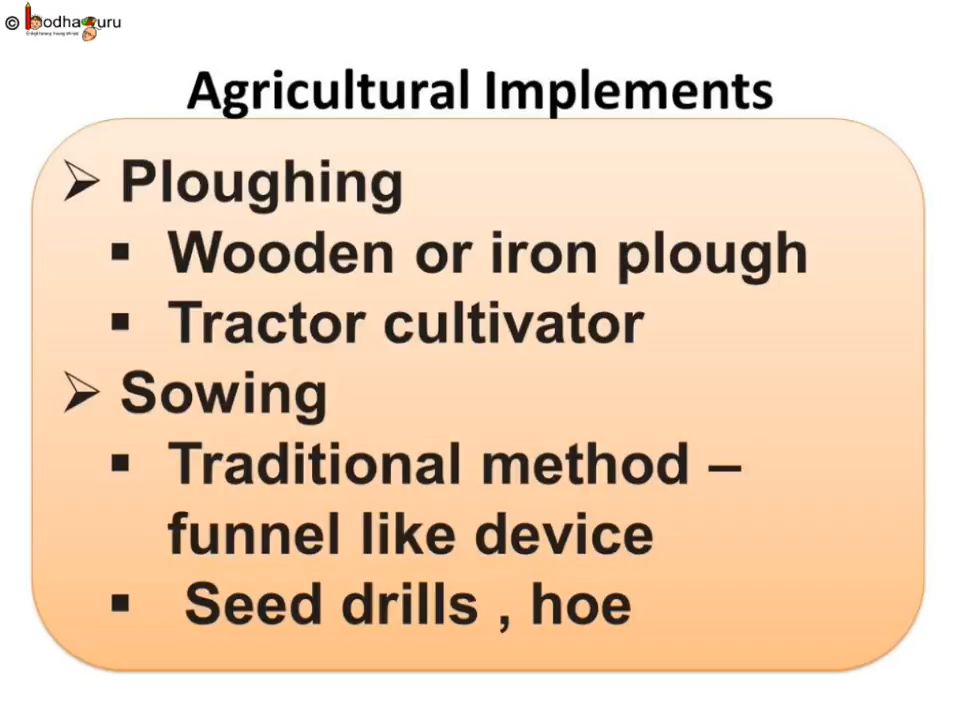 © Bodhaguru
Agricultural Implements
➢ Ploughing
▪ Wooden or iron plough
▪ Tractor cultivator
➢ Sowing
▪ Traditional method –
funnel like device
▪ Seed drills , hoe